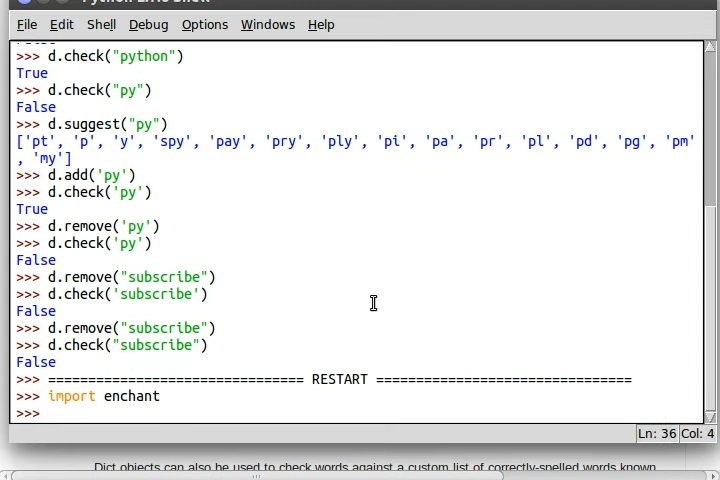 File Edit Shell Debug Options Windows Help
>>> d.check("python")
True
>>> d.check("py")
False
>>> d.suggest("py")
['pt', 'p', 'y', 'spy', 'pay', 'pry', 'ply', 'pi', 'pa', 'pr', 'pl', 'pd', 'pg', 'pm'
, 'my']
>>> d.add('py')
>>> d.check('py')
True
>>> d.remove('py')
>>> d.check('py')
False
>>> d.remove("subscribe")
>>> d.check('subscribe')
False
>>> d.remove("subscribe")
>>> d.check("subscribe")
False
>>> ================================ RESTART ================================
>>> import enchant
>>>
Ln: 36 Col: 4
Dict objects can also be used to check words against a custom list of correctly-spelled words known